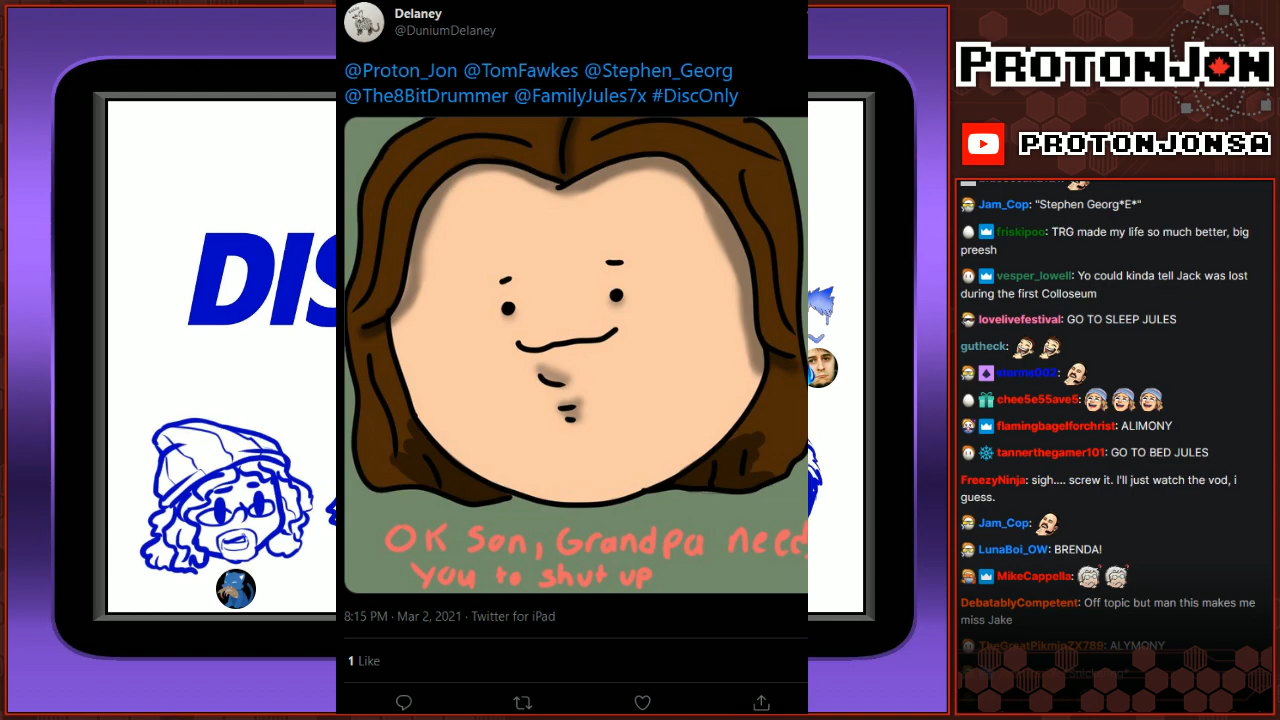 Delaney
@DuniumDelaney
@Proton_Jon @TomFawkes @Stephen_Georg
@The8BitDrummer @FamilyJules7x #DiscOnly
DIS
OK Son, Grandpa need
you to shut up
8:15 PM · Mar 2, 2021 · Twitter for iPad
1 Like
PROTONJON
PROTONJONSA
Jam_Cop: "Stephen Georg*E*"
friskipoo: TRG made my life so much better, big
preesh
vesper_lowell: Yo could kinda tell Jack was lost
during the first Colloseum
lovelivefestival: GO TO SLEEP JULES
gutheck:
storms002:
chee5e55ave5:
flamingbagelforchrist: ALIMONY
tannerthegamer101: GO TO BED JULES
FreezyNinja: sigh.... screw it. I'll just watch the vod, i
guess.
Jam_Cop:
LunaBoi_OW: BRENDA!
MikeCappella:
DebatablyCompetent: Off topic but man this makes me
miss Jake
TheGreatPikminZX789: ALYMONY